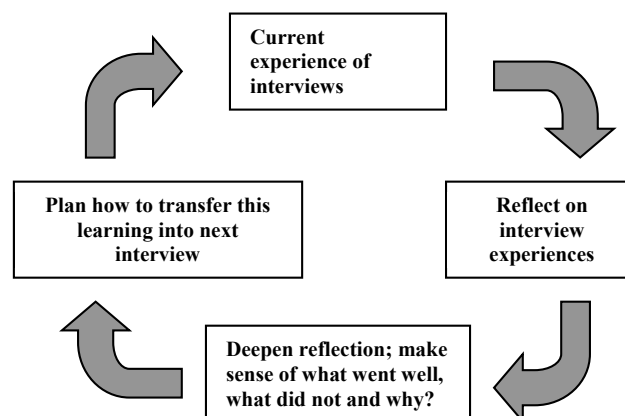 Current
experience of
interviews
Reflect on
interview
experiences
Deepen reflection; make
sense of what went well,
what did not and why?
Plan how to transfer this
learning into next
interview